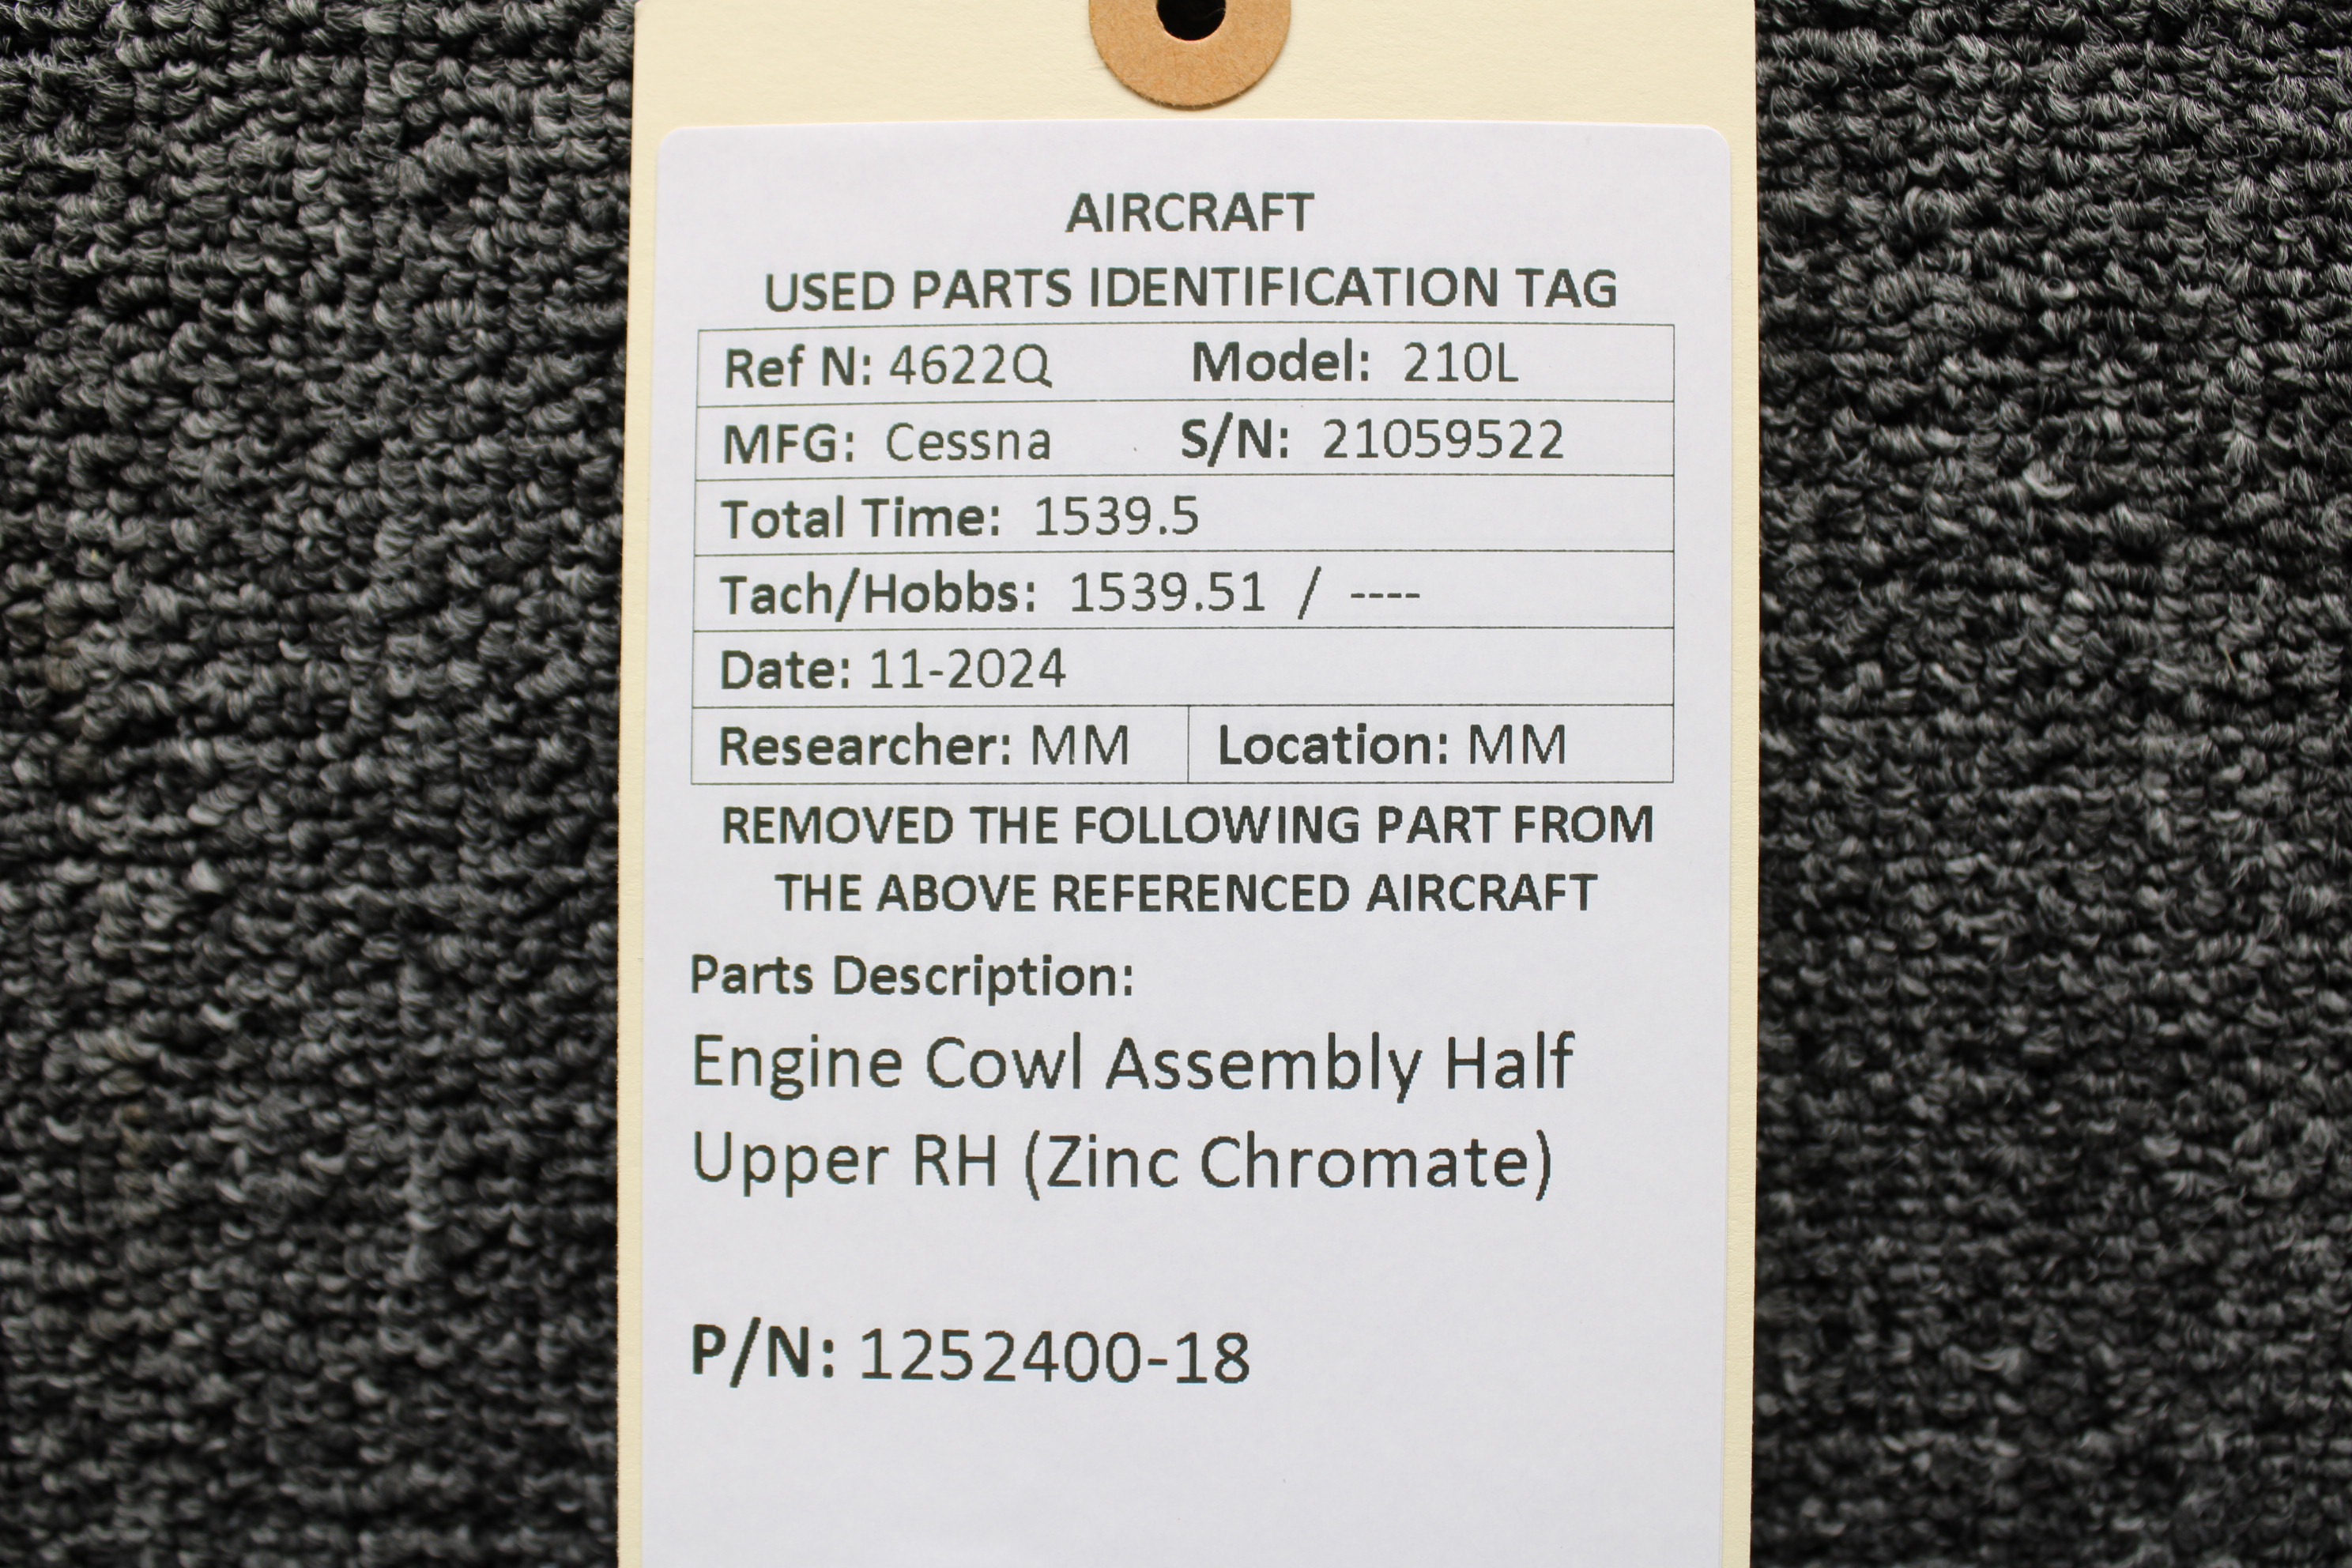 AIRCRAFT
USED PARTS IDENTIFICATION TAG
Ref N: 4622Q Model: 210L
MFG: Cessna S/N: 21059522
Total Time: 1539.5
Tach/Hobbs: 1539.51 / ----
Date: 11-2024
Researcher: MM Location: MM
REMOVED THE FOLLOWING PART FROM
THE ABOVE REFERENCED AIRCRAFT
Parts Description:
Engine Cowl Assembly Half
Upper RH (Zinc Chromate)
P/N: 1252400-18